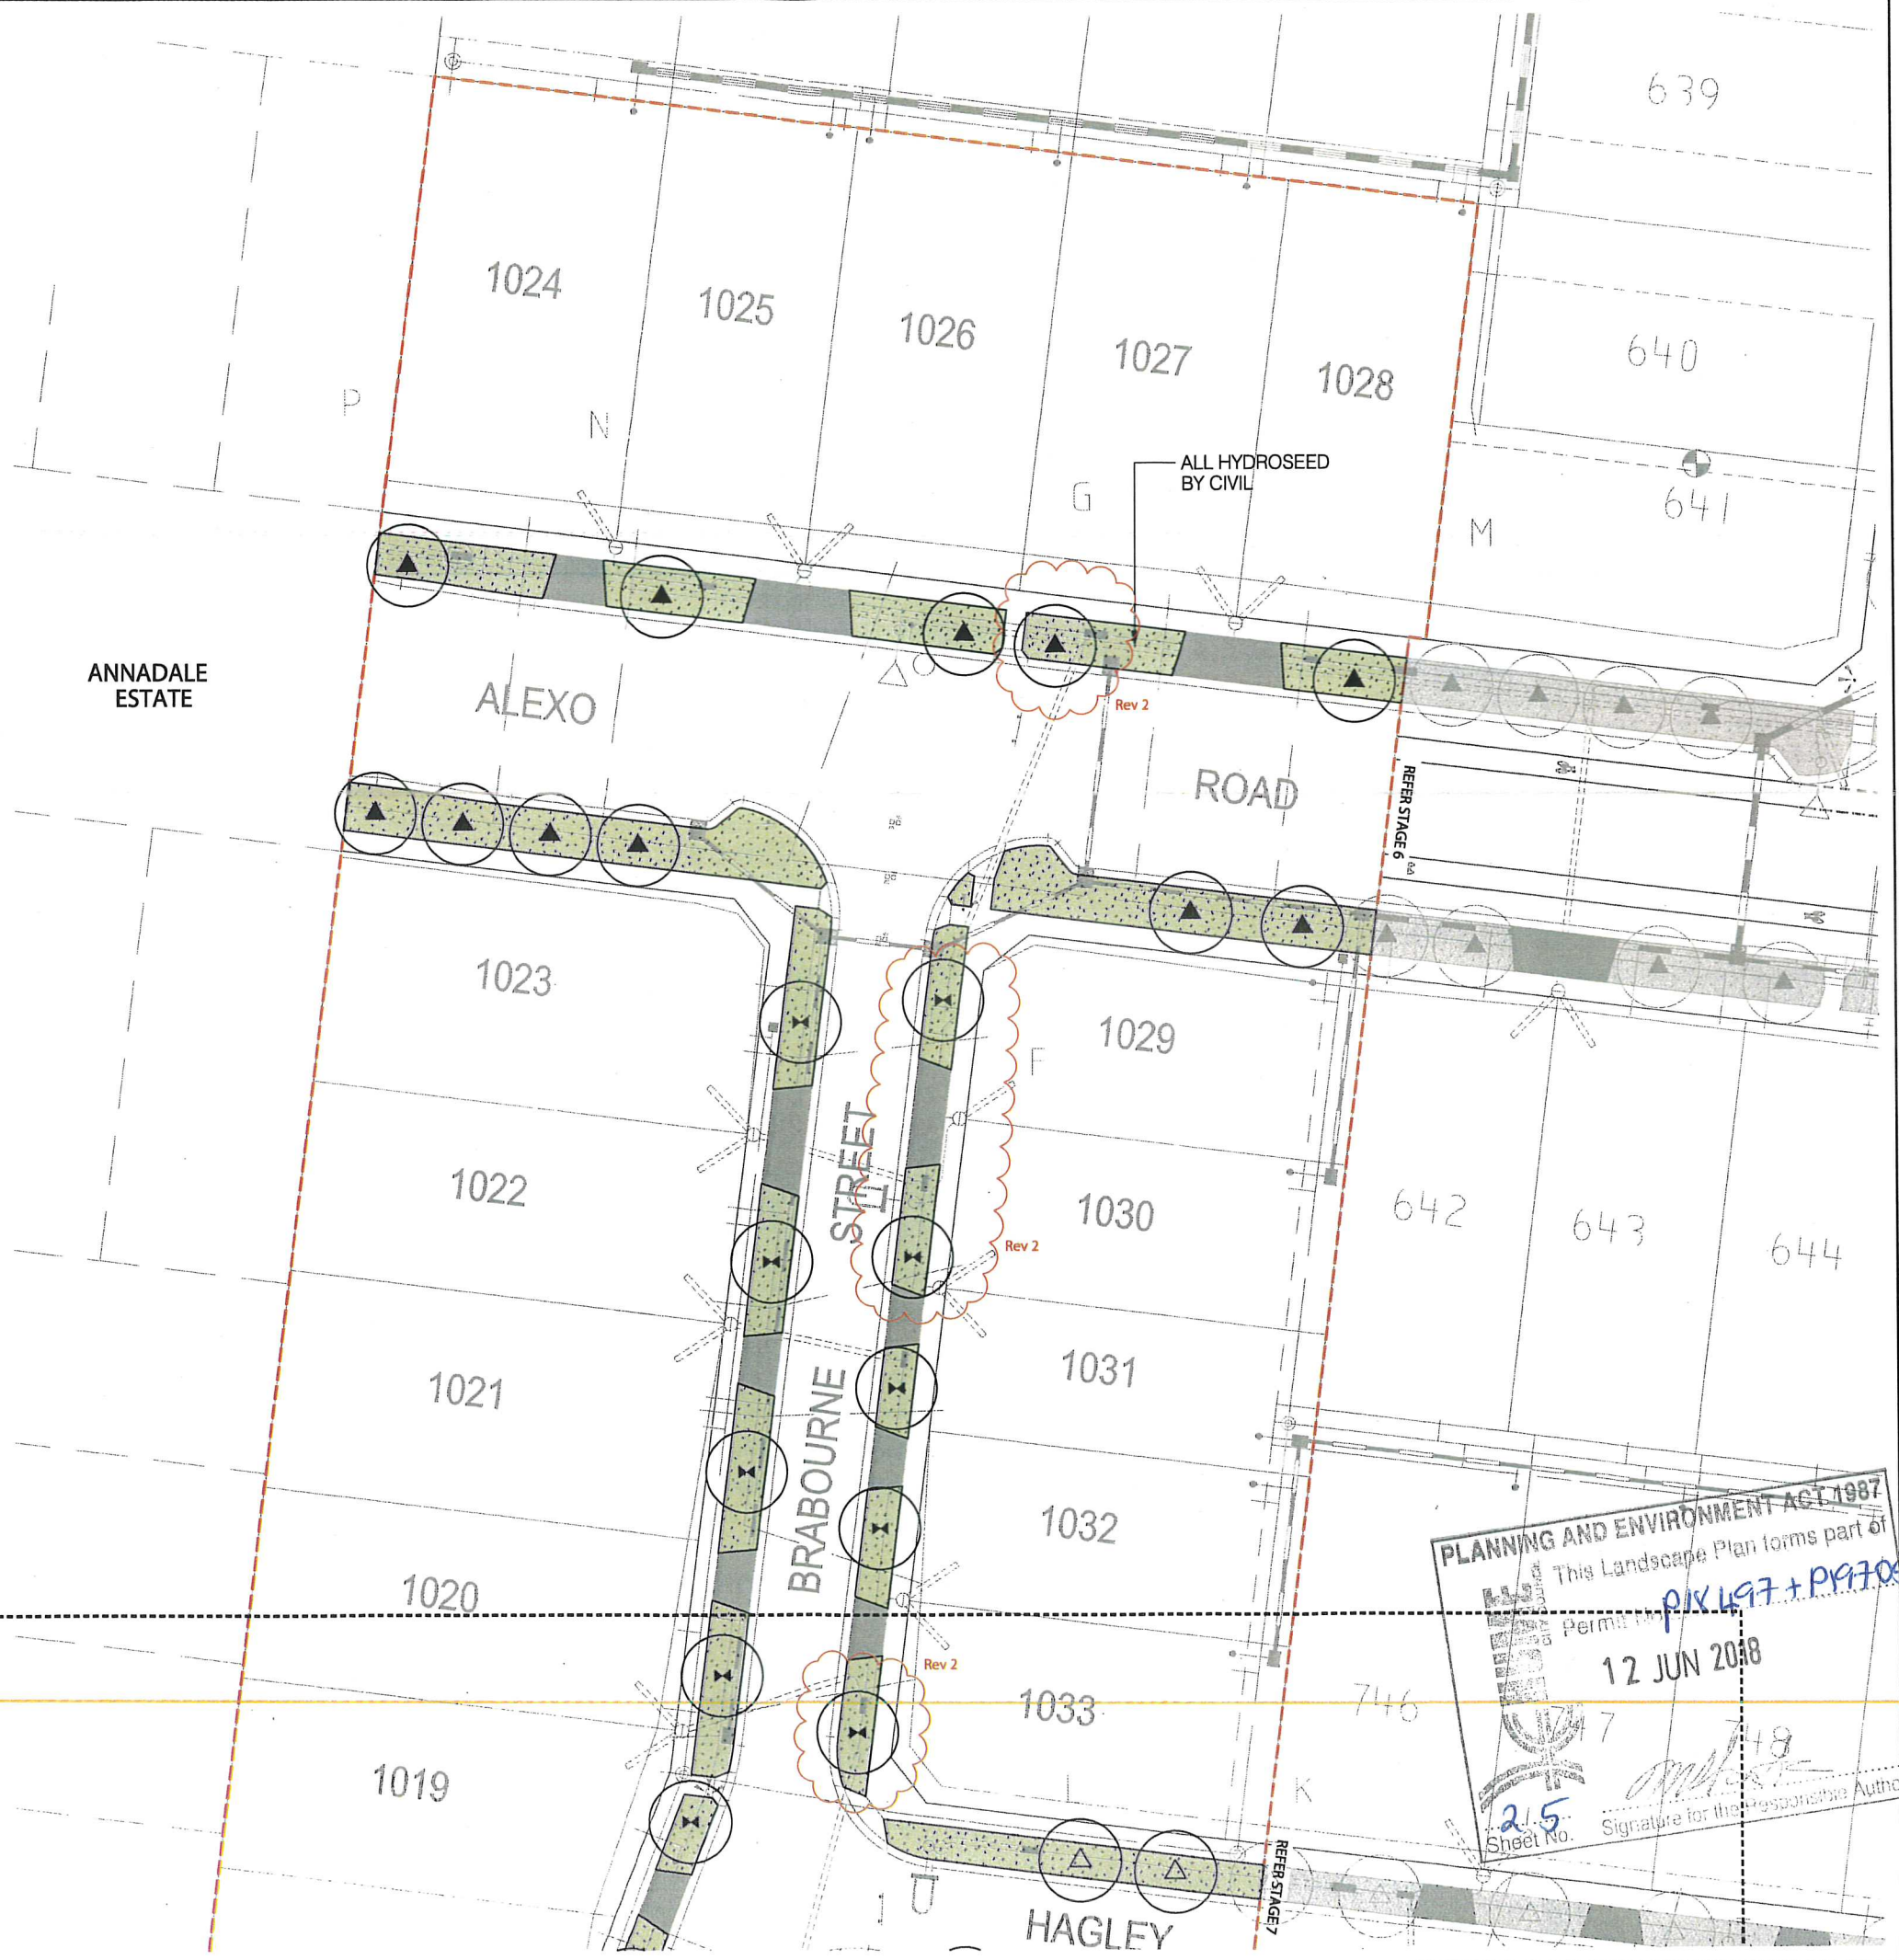 639
1024
1025
1026
1027
1028
640
P
N
G
ALL HYDROSEED
BY CIVIL
M
641
ANNADALE
ESTATE
ALEXO
Rev 2
ROAD
REFER STAGE 6
1023
1029
F
STREET
1022
1030
642
643
644
Rev 2
1021
1031
BRABOURNE
1032
1020
PLANNING AND ENVIRONMENT ACT 1987
This Landscape Plan forms part of
12 JUN 2018
Rev 2
1033
746
748
1019
K
2/5
Sheet No.
Signature for the Responsible
REFER STAGE 7
HAGLEY